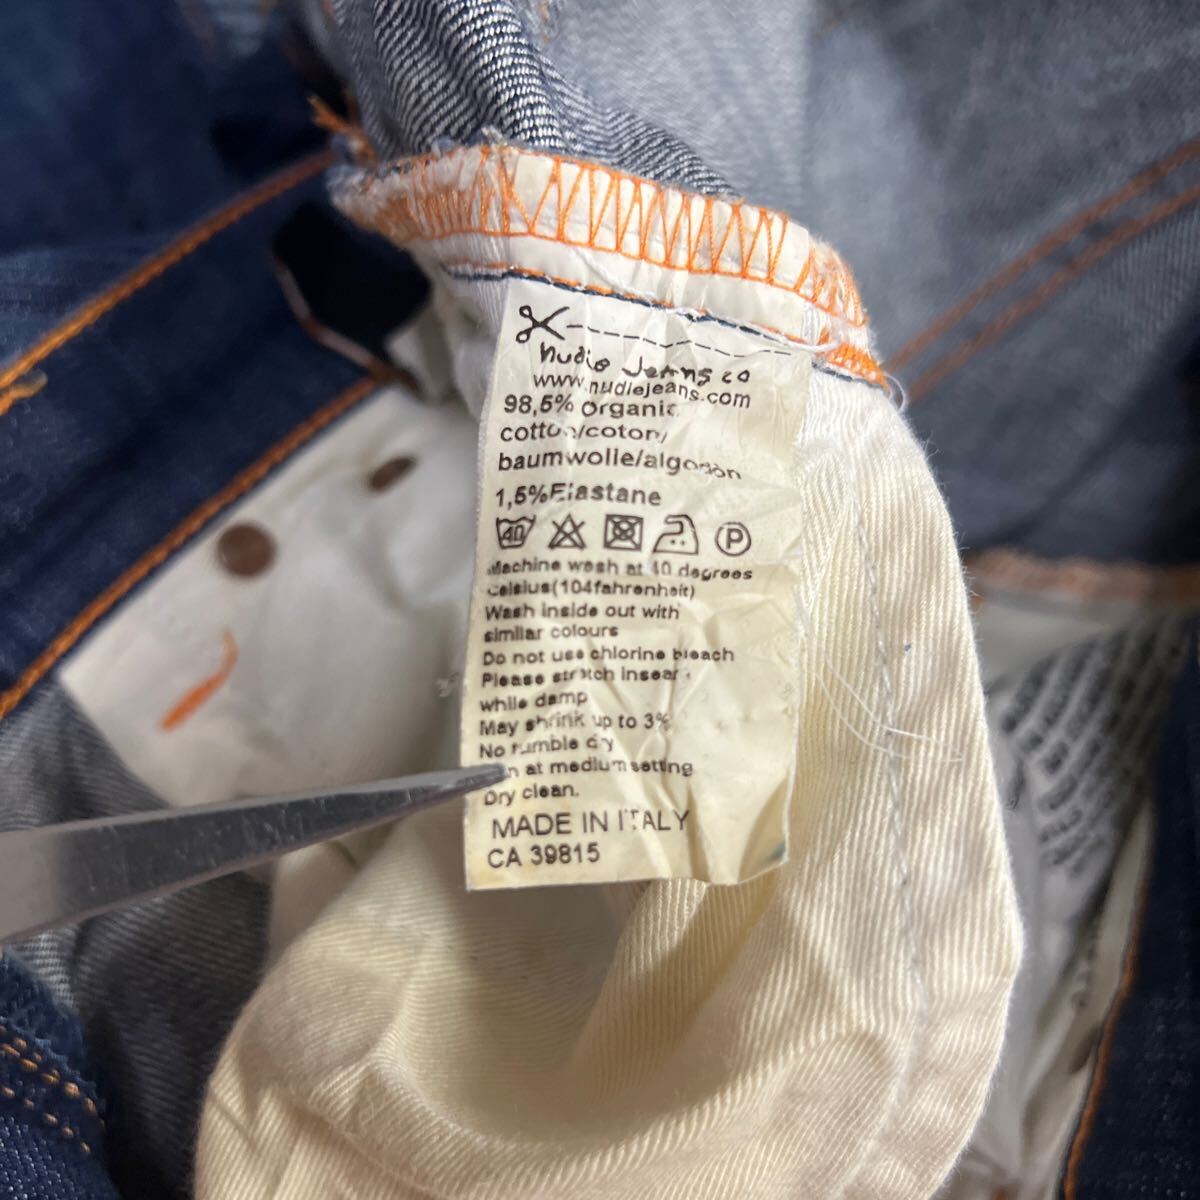 nudie Jeans co
www.nudiejeans.com
98,5% Organic
cotton/coton/
baumwolle/algodón
1,5%Elastane
40 P
Machine wash at 40 degrees
Celsius(104fahrenheit)
Wash inside out with
similar colours
Do not use chlorine bleach
Please stretch insear
while damp
May shrink up to 3%
No tumble dry
at medium setting
Dry clean.
MADE IN ITALY
CA 39815